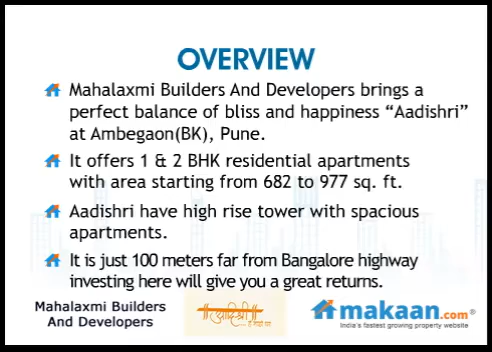 OVERVIEW
Mahalaxmi Builders And Developers brings a
perfect balance of bliss and happiness “Aadishri”
at Ambegaon(BK), Pune.
It offers 1 & 2 BHK residential apartments
with area starting from 682 to 977 sq. ft.
Aadishri have high rise tower with spacious
apartments.
It is just 100 meters far from Bangalore highway
investing here will give you a great returns.
Mahalaxmi Builders
And Developers
॥आदिश्री॥
makaan.com®
India's fastest growing property website